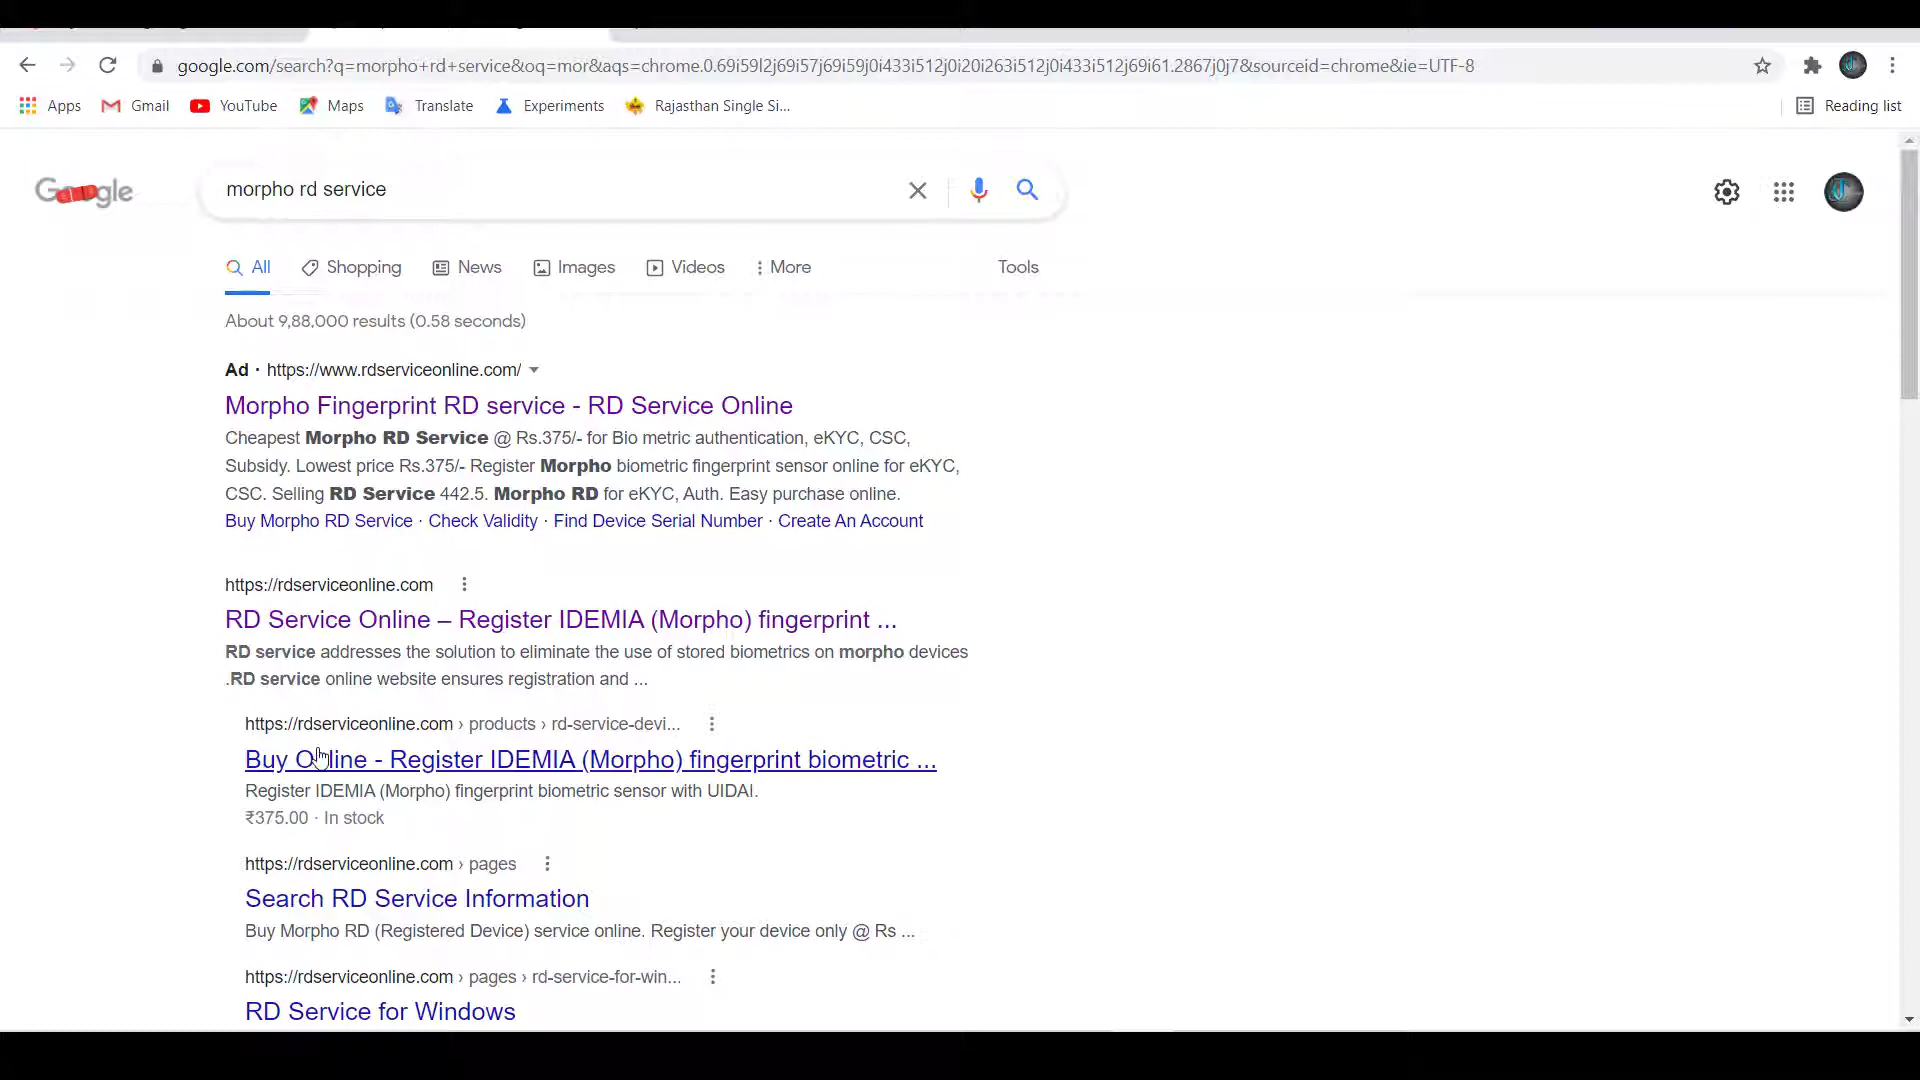 google.com/search?q=morpho+rd+service&oq=mor&aqs=chrome.0.69i59l2j69i57j69i59j0i433i512j0i20i263i512j0i433i512j69i61.2867j0j7&sourceid=chrome&ie=UTF-8
Apps Gmail YouTube Maps Translate Experiments Rajasthan Single Si... Reading list
Google morpho rd service
All Shopping News Images Videos More Tools
About 9,88,000 results (0.58 seconds)
Ad · https://www.rdserviceonline.com/
Morpho Fingerprint RD service - RD Service Online
Cheapest Morpho RD Service @ Rs.375/- for Bio metric authentication, eKYC, CSC,
Subsidy. Lowest price Rs.375/- Register Morpho biometric fingerprint sensor online for eKYC,
CSC. Selling RD Service 442.5. Morpho RD for eKYC, Auth. Easy purchase online.
Buy Morpho RD Service · Check Validity · Find Device Serial Number · Create An Account
https://rdserviceonline.com
RD Service Online – Register IDEMIA (Morpho) fingerprint ...
RD service addresses the solution to eliminate the use of stored biometrics on morpho devices
.RD service online website ensures registration and ...
https://rdserviceonline.com › products › rd-service-devi...
Buy Online - Register IDEMIA (Morpho) fingerprint biometric ...
Register IDEMIA (Morpho) fingerprint biometric sensor with UIDAI.
₹375.00 · In stock
https://rdserviceonline.com › pages
Search RD Service Information
Buy Morpho RD (Registered Device) service online. Register your device only @ Rs ...
https://rdserviceonline.com › pages › rd-service-for-win...
RD Service for Windows